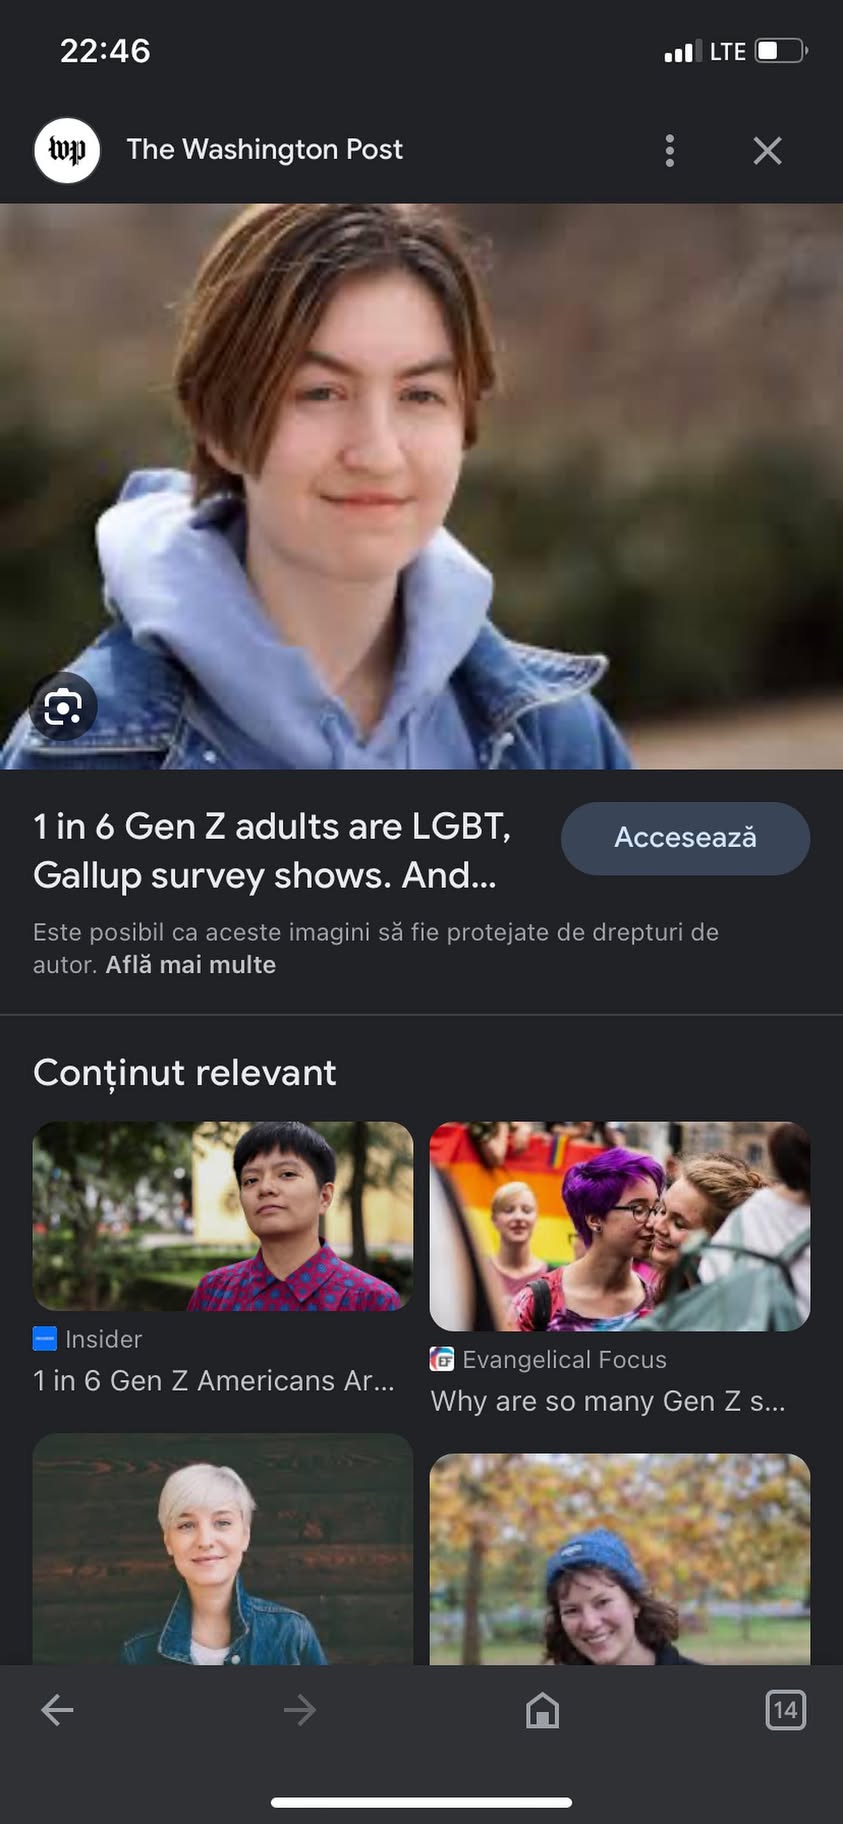 22:46
LTE
wp The Washington Post
1 in 6 Gen Z adults are LGBT,
Gallup survey shows. And...
Accesează
Este posibil ca aceste imagini să fie protejate de drepturi de
autor. Află mai multe
Conținut relevant
Insider
1 in 6 Gen Z Americans Ar...
EF Evangelical Focus
Why are so many Gen Z s...
14